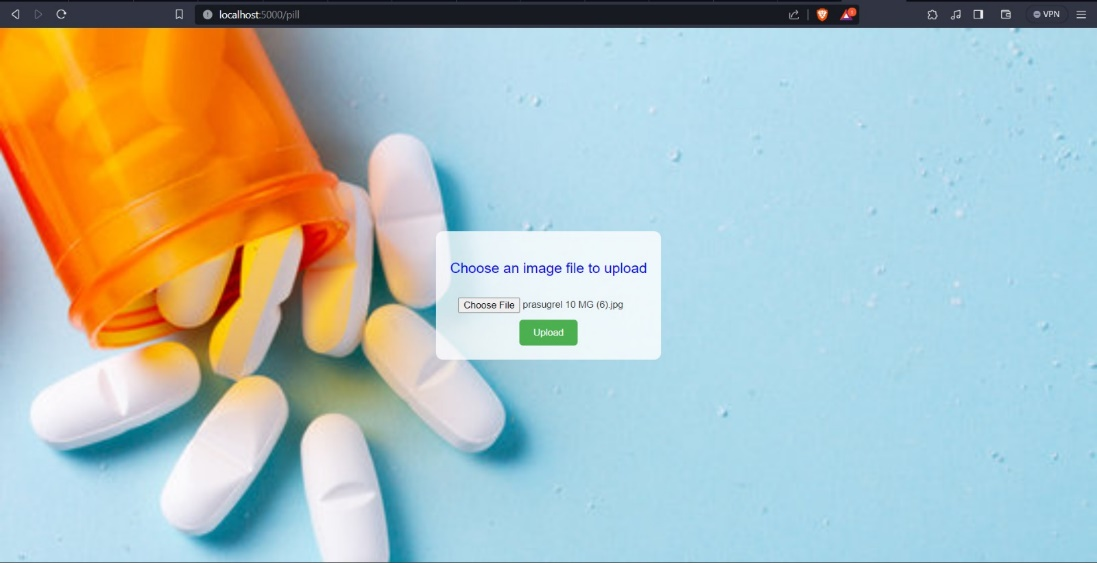 localhost:5000/pill
VPN
Choose an image file to upload
Choose File prasugrel 10 MG (6).jpg
Upload